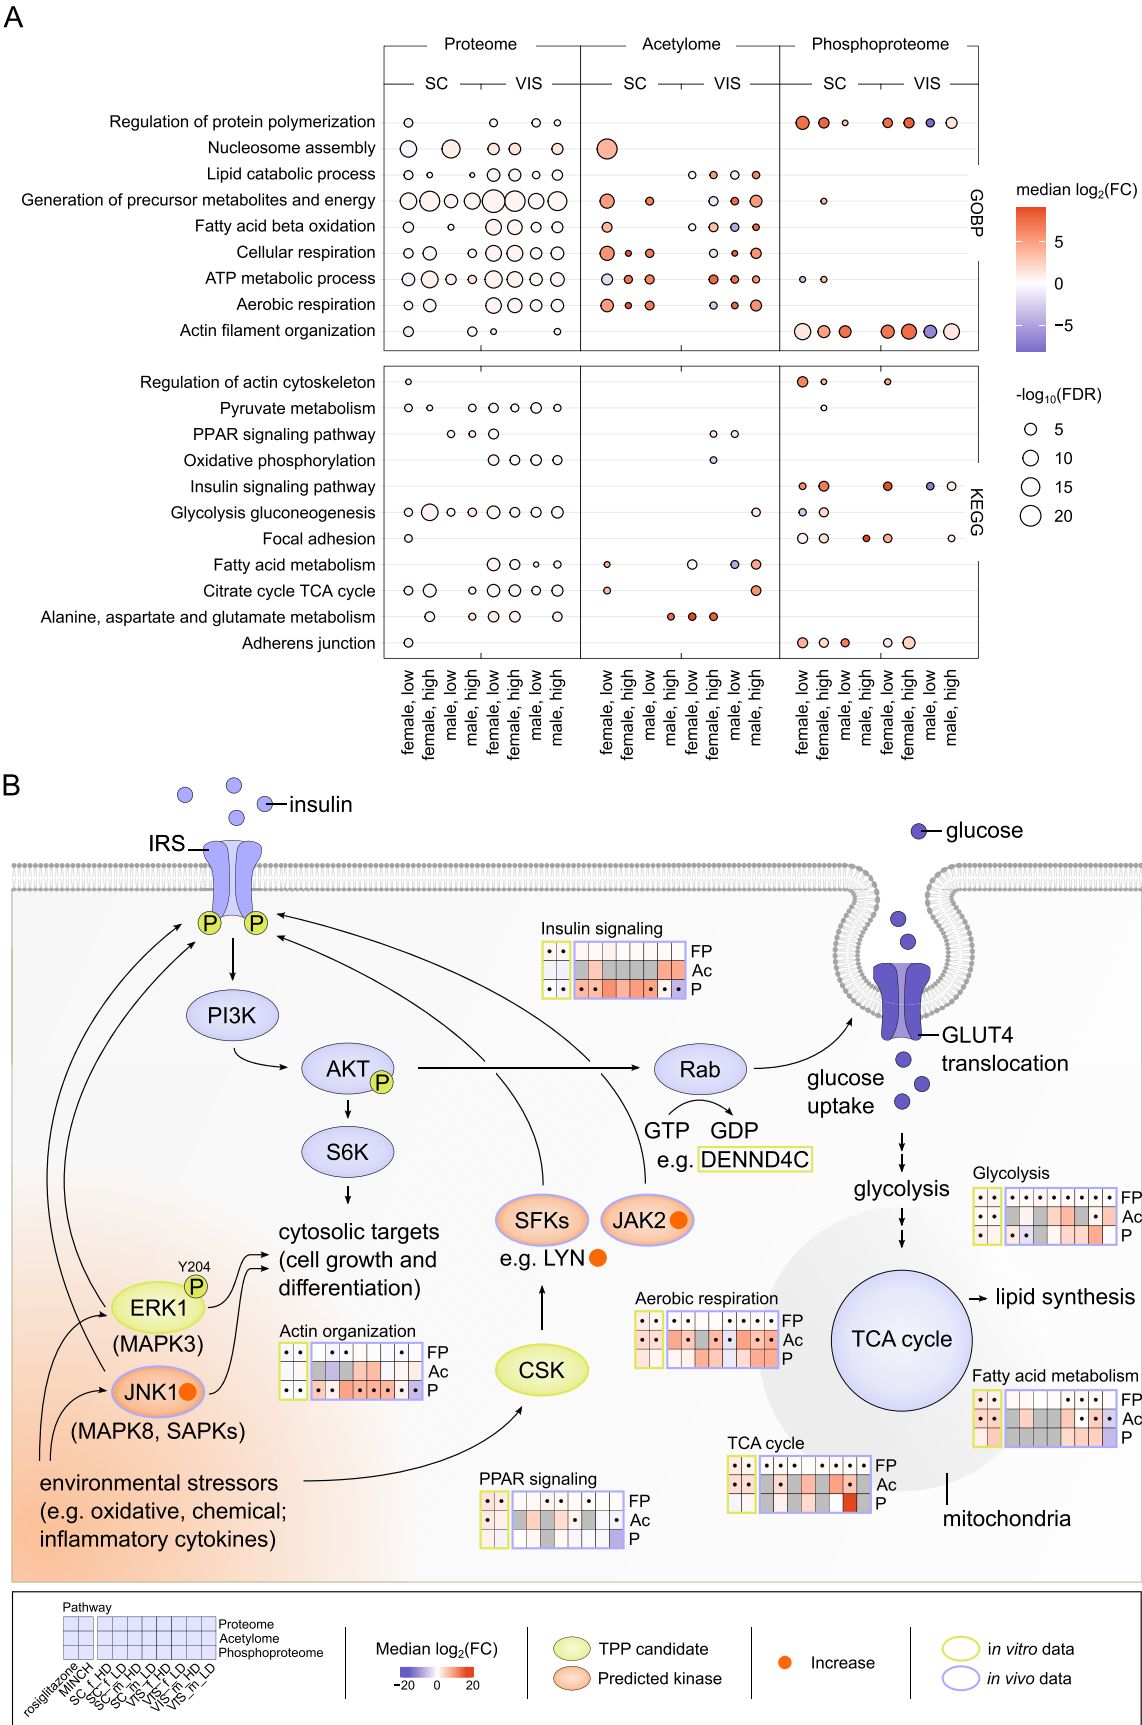 A
Proteome
Acetylome
Phosphoproteome
SC
VIS
SC
VIS
SC
VIS
Regulation of protein polymerization
Nucleosome assembly
Lipid catabolic process
Generation of precursor metabolites and energy
Fatty acid beta oxidation
Cellular respiration
ATP metabolic process
Aerobic respiration
Actin filament organization
GOBP
Regulation of actin cytoskeleton
Pyruvate metabolism
PPAR signaling pathway
Oxidative phosphorylation
Insulin signaling pathway
Glycolysis gluconeogenesis
Focal adhesion
Fatty acid metabolism
Citrate cycle TCA cycle
Alanine, aspartate and glutamate metabolism
Adherens junction
KEGG
female, low
female, high
male, low
male, high
female, low
female, high
male, low
male, high
female, low
female, high
male, low
male, high
female, low
female, high
male, low
male, high
female, low
female, high
male, low
male, high
female, low
female, high
male, low
male, high
median log₂(FC)
5
0
−5
-log₁₀(FDR)
5
10
15
20
B
insulin
IRS
P
P
PI3K
AKT
P
S6K
cytosolic targets
(cell growth and
differentiation)
Insulin signaling
FP
Ac
P
Rab
GTP
GDP
e.g. DENND4C
glucose
GLUT4
translocation
glucose
uptake
glycolysis
Glycolysis
FP
Ac
P
SFKs
e.g. LYN
JAK2
Y204
P
ERK1
(MAPK3)
JNK1
(MAPK8, SAPKs)
Actin organization
FP
Ac
P
CSK
Aerobic respiration
FP
Ac
P
TCA cycle
lipid synthesis
Fatty acid metabolism
FP
Ac
P
TCA cycle
FP
Ac
P
mitochondria
PPAR signaling
FP
Ac
P
environmental stressors
(e.g. oxidative, chemical;
inflammatory cytokines)
Pathway
Proteome
Acetylome
Phosphoproteome
rosiglitazone
MINCH
SC_f_HD
SC_f_LD
SC_m_HD
SC_m_LD
VIS_f_HD
VIS_f_LD
VIS_m_HD
VIS_m_LD
Median log₂(FC)
−20
0
20
TPP candidate
Predicted kinase
Increase
in vitro data
in vivo data